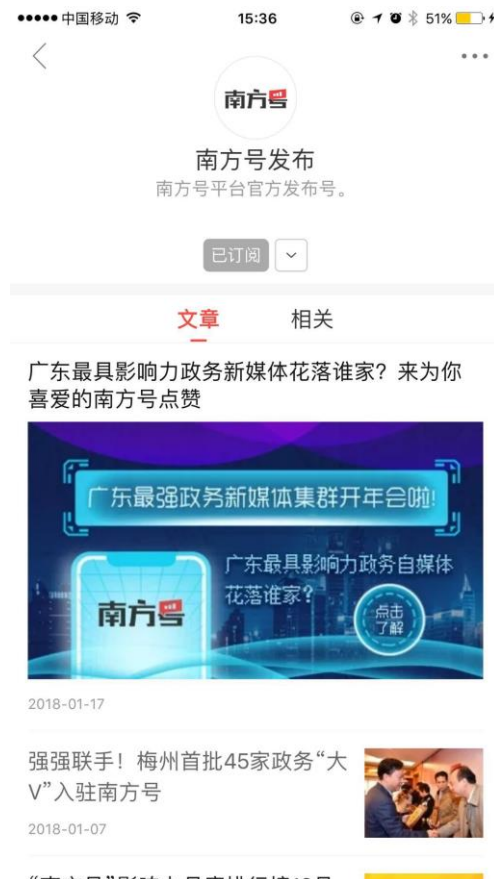 中国移动 15:36 51%
南方号
南方号发布
南方号平台官方发布号。
已订阅
文章 相关
广东最具影响力政务新媒体花落谁家？来为你
喜爱的南方号点赞
广东最强政务新媒体集群开年会啦!
广东最具影响力政务自媒体
花落谁家？
南方号
点击
了解
2018-01-17
强强联手！梅州首批45家政务“大
V”入驻南方号
2018-01-07